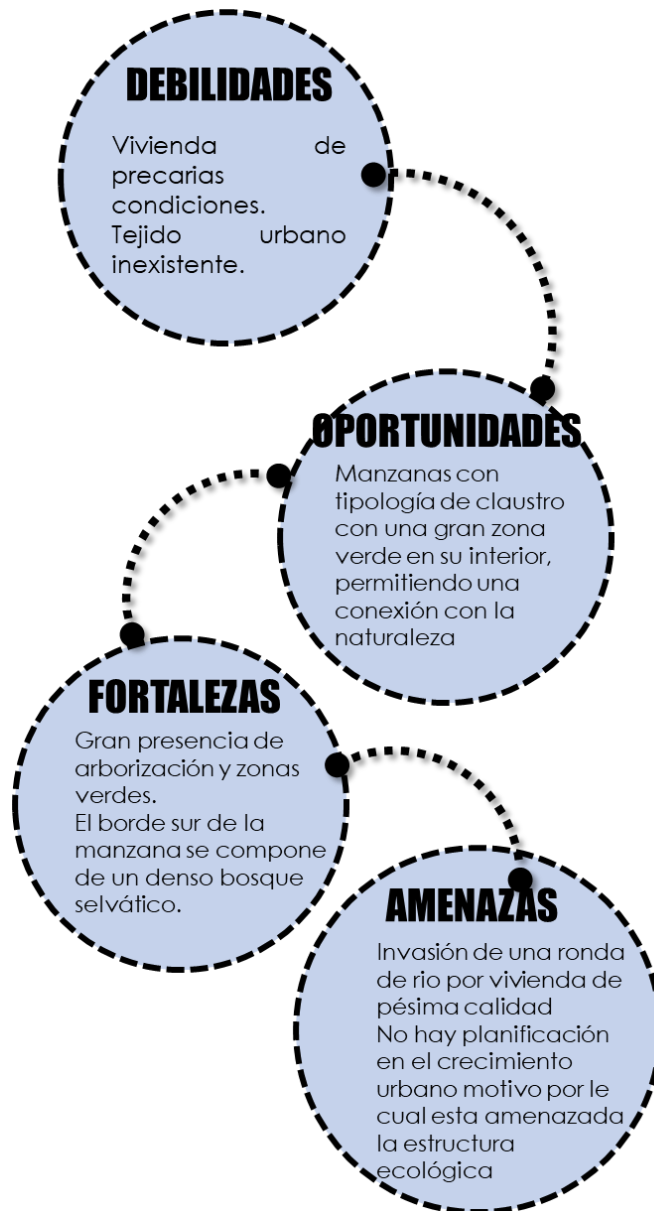 DEBILIDADES
Vivienda de
precarias
condiciones.
Tejido urbano
inexistente.
OPORTUNIDADES
Manzanas con
tipología de claustro
con una gran zona
verde en su interior,
permitiendo una
conexión con la
naturaleza
FORTALEZAS
Gran presencia de
arborización y zonas
verdes.
El borde sur de la
manzana se compone
de un denso bosque
selvático.
AMENAZAS
Invasión de una ronda
de rio por vivienda de
pésima calidad
No hay planificación
en el crecimiento
urbano motivo por le
cual esta amenazada
la estructura
ecológica